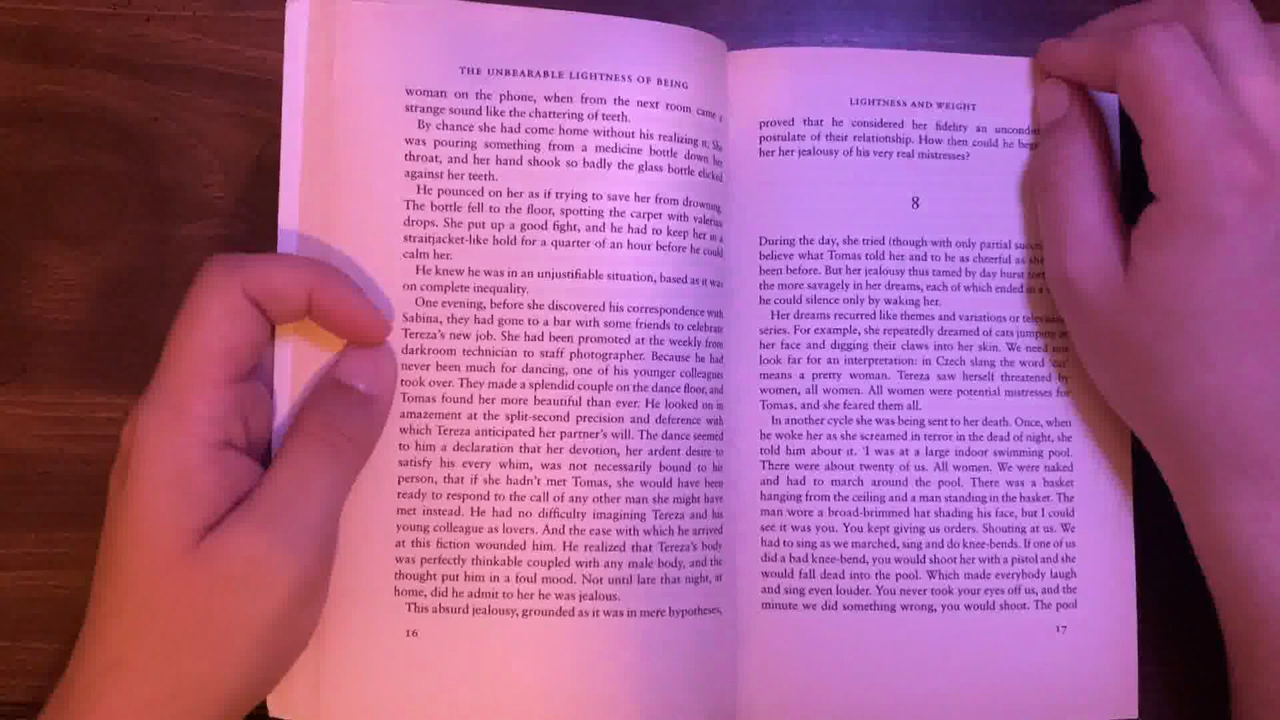 THE UNBEARABLE LIGHTNESS OF BEING
woman on the phone, when from the next room came a
strange sound like the chattering of teeth.
By chance she had come home without his realizing it. She
was pouring something from a medicine bottle down her
throat, and her hand shook so badly the glass bottle clicked
against her teeth.
He pounced on her as if trying to save her from drowning.
The bottle fell to the floor, spotting the carpet with valerian
drops. She put up a good fight, and he had to keep her in a
straitjacket-like hold for a quarter of an hour before he could
calm her.
He knew he was in an unjustifiable situation, based as it was
on complete inequality.
One evening, before she discovered his correspondence with
Sabina, they had gone to a bar with some friends to celebrate
Tereza's new job. She had been promoted at the weekly from
darkroom technician to staff photographer. Because he had
never been much for dancing, one of his younger colleagues
took over. They made a splendid couple on the dance floor, and
Tomas found her more beautiful than ever. He looked on in
amazement at the split-second precision and deference with
which Tereza anticipated her partner's will. The dance seemed
to him a declaration that her devotion, her ardent desire to
satisfy his every whim, was not necessarily bound to his
person, that if she hadn't met Tomas, she would have been
ready to respond to the call of any other man she might have
met instead. He had no difficulty imagining Tereza and his
young colleague as lovers. And the ease with which he arrived
at this fiction wounded him. He realized that Tereza's body
was perfectly thinkable coupled with any male body, and the
thought put him in a foul mood. Not until late that night, at
home, did he admit to her he was jealous.
This absurd jealousy, grounded as it was in mere hypotheses,
16
LIGHTNESS AND WEIGHT
proved that he considered her fidelity an
postulate of their relationship. How then could he
her her jealousy of his very real mistresses?
8
During the day, she tried (though with only partial
believe what Tomas told her and to be as cheerful as she
been before. But her jealousy thus tamed by day burst
the more savagely in her dreams, each of which ended in a
he could silence only by waking her.
Her dreams recurred like themes and variations or television
series. For example, she repeatedly dreamed of cats jumping at
her face and digging their claws into her skin. We need not
look far for an interpretation: in Czech slang the word 'cat'
means a pretty woman. Tereza saw herself threatened by
women, all women. All women were potential mistresses for
Tomas, and she feared them all.
In another cycle she was being sent to her death. Once, when
he woke her as she screamed in terror in the dead of night, she
told him about it. 'I was at a large indoor swimming pool.
There were about twenty of us. All women. We were naked
and had to march around the pool. There was a basket
hanging from the ceiling and a man standing in the basket. The
man wore a broad-brimmed hat shading his face, but I could
see it was you. You kept giving us orders. Shouting at us. We
had to sing as we marched, sing and do knee-bends. If one of us
did a bad knee-bend, you would shoot her with a pistol and she
would fall dead into the pool. Which made everybody laugh
and sing even louder. You never took your eyes off us, and the
minute we did something wrong, you would shoot. The pool
17